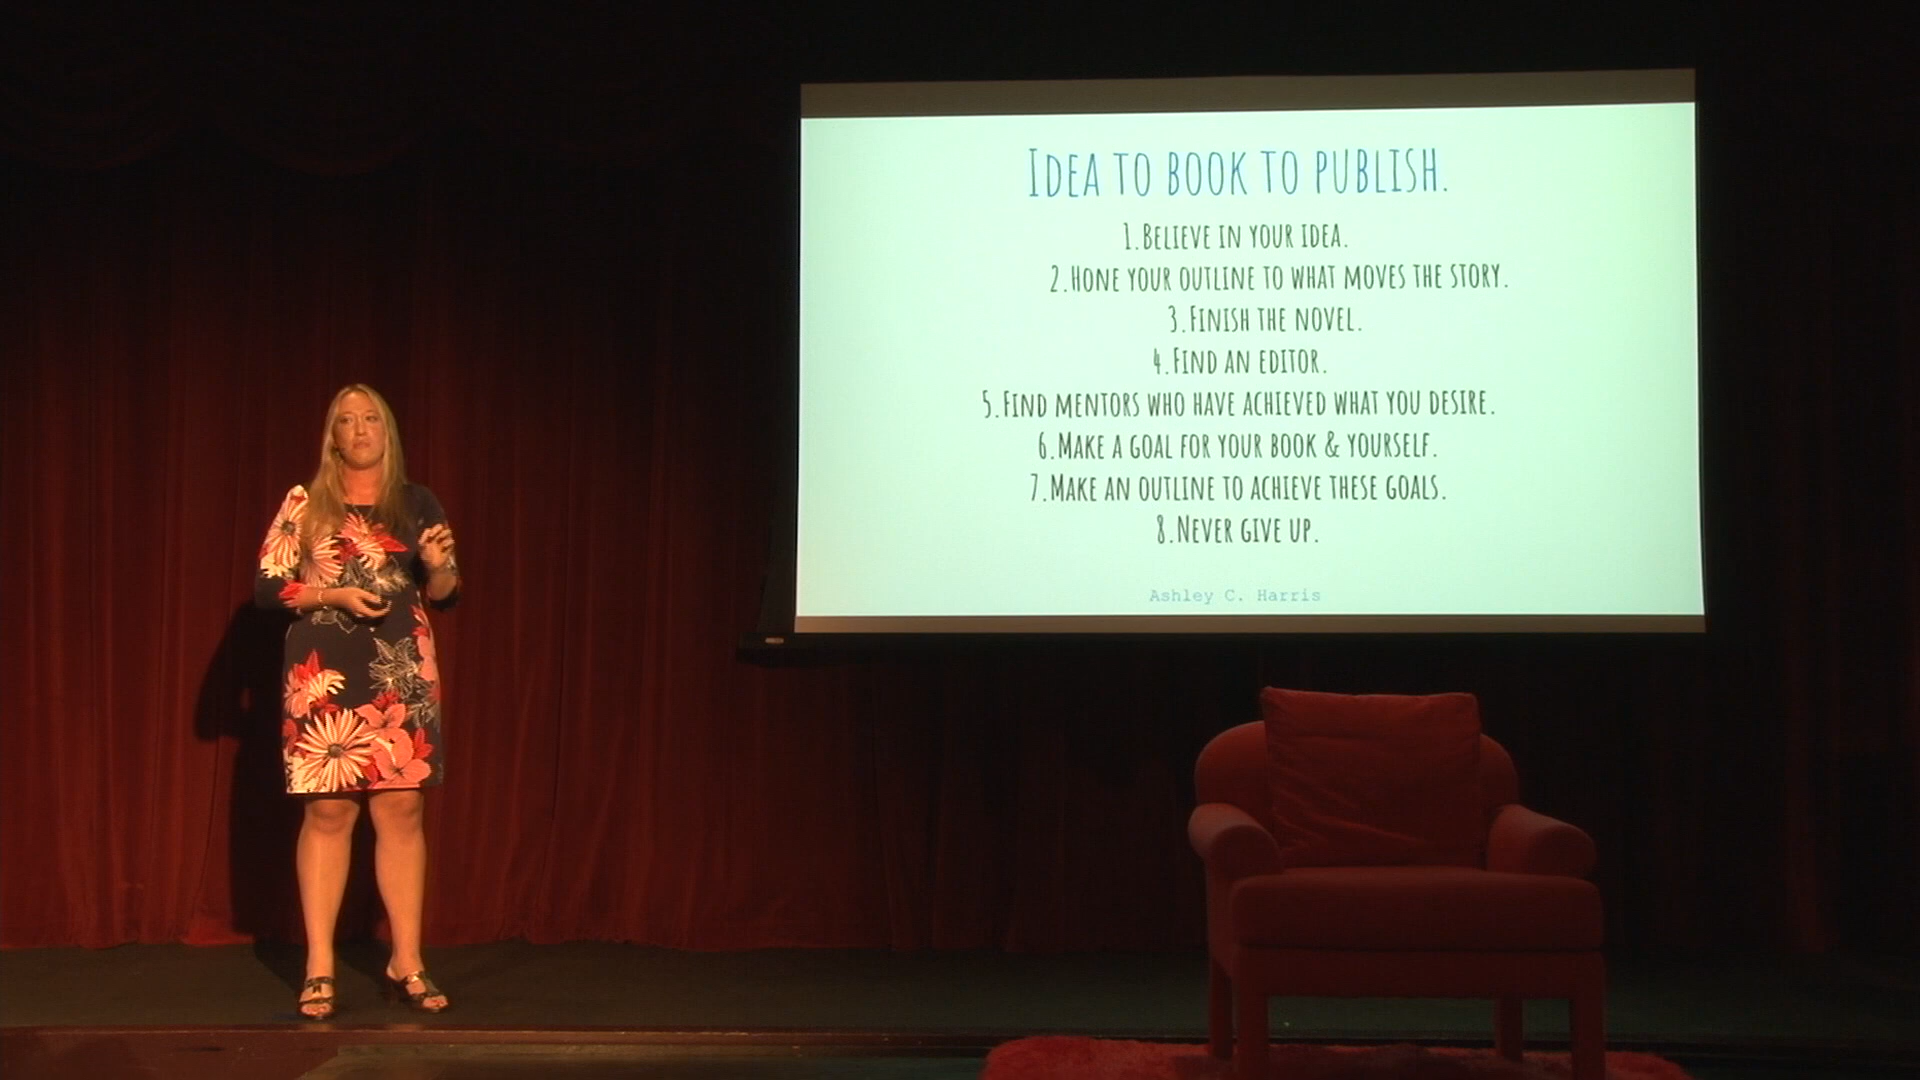 IDEA TO BOOK TO PUBLISH.
1.BELIEVE IN YOUR IDEA.
2.HONE YOUR OUTLINE TO WHAT MOVES THE STORY.
3.FINISH THE NOVEL.
4.FIND AN EDITOR.
5.FIND MENTORS WHO HAVE ACHIEVED WHAT YOU DESIRE.
6.MAKE A GOAL FOR YOUR BOOK & YOURSELF.
7.MAKE AN OUTLINE TO ACHIEVE THESE GOALS.
8.NEVER GIVE UP.
Ashley C. Harris